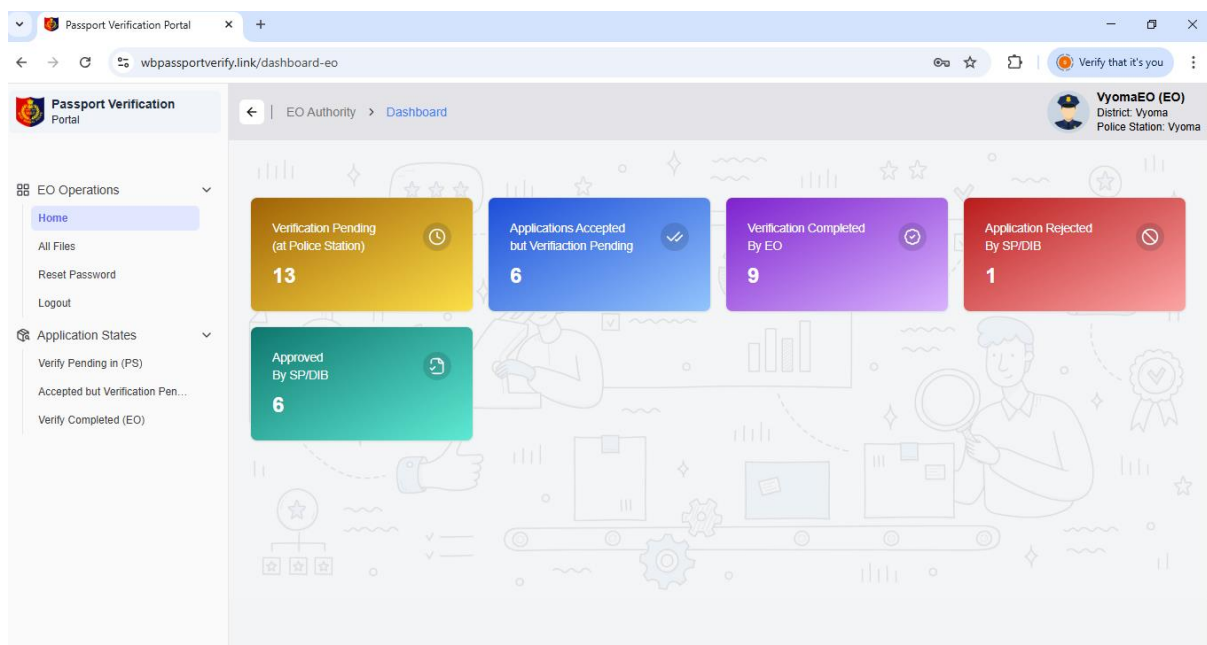 Passport Verification Portal
wbpassportverify.link/dashboard-eo
Verify that it's you
Passport Verification
Portal
EO Authority > Dashboard
VyomaEO (EO)
District: Vyoma
Police Station: Vyoma
EO Operations
Home
All Files
Reset Password
Logout
Application States
Verify Pending in (PS)
Accepted but Verification Pen...
Verify Completed (EO)
Verification Pending
(at Police Station)
13
Applications Accepted
but Verifiaction Pending
6
Verification Completed
By EO
9
Application Rejected
By SP/DIB
1
Approved
By SP/DIB
6